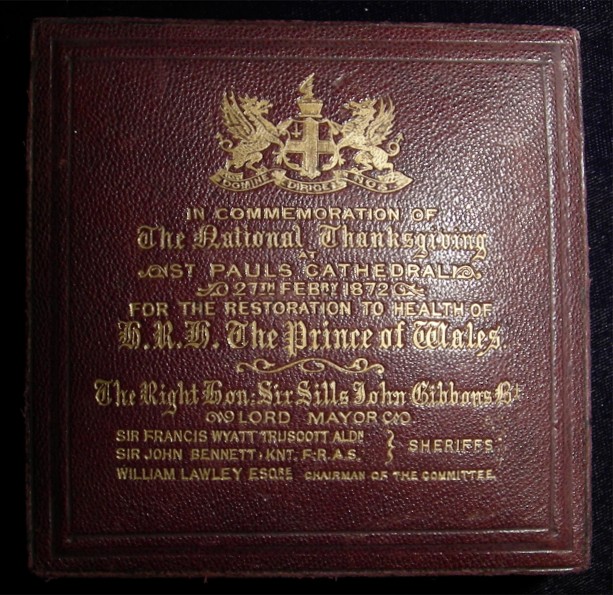 DOMINE DIRIGE NOS
IN COMMEMORATION OF
The National Thanksgiving
AT
ST PAULS CATHEDRAL
27TH FEBRY 1872
FOR THE RESTORATION TO HEALTH OF
H.R.H. The Prince of Wales.
The Right Hon: Sir Sills John Gibbons Bt
LORD MAYOR
SIR FRANCIS WYATT TRUSCOTT ALDN
SIR JOHN BENNETT · KNT. F.R.A.S. } SHERIFFS
WILLIAM LAWLEY ESQRE CHAIRMAN OF THE COMMITTEE.